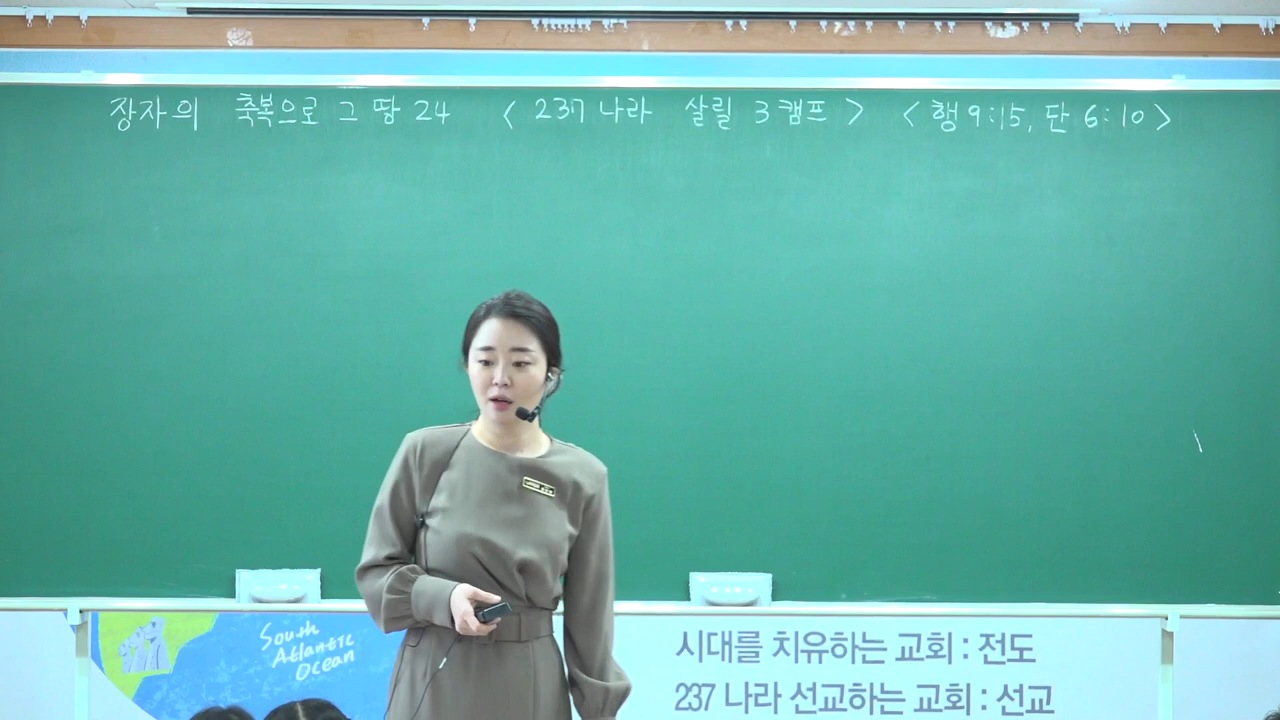 장자의 축복으로 그 땅 24 < 237 나라 살릴 3 캠프 > < 행 9:15, 단 6:10 >
South
Atlantic
Ocean
시대를 치유하는 교회 : 전도
237 나라 선교하는 교회 : 선교